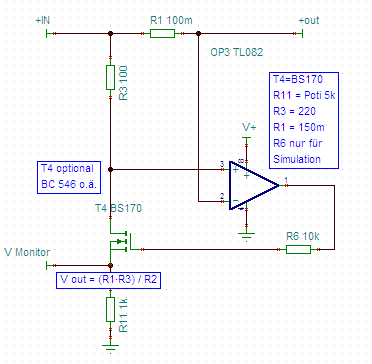 +IN
R1 100m
+out
OP3 TL082
R3 100
T4=BS170
R11 = Poti 5k
R3 = 220
R1 = 150m
R6 nur für
Simulation
V+
T4 optional
BC 546 o.ä.
3
8
1
2
4
T4 BS170
R6 10k
V Monitor
V out = (R1·R3) / R2
R11 1k